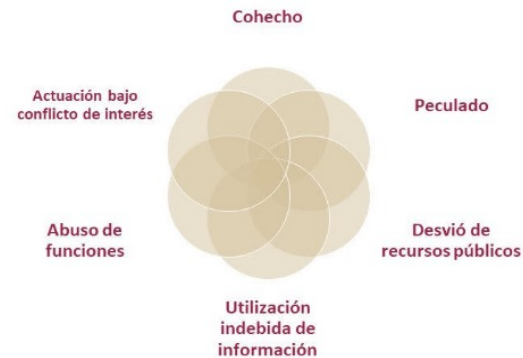 Cohecho
Actuación bajo
conflicto de interés
Peculado
Abuso de
funciones
Desvió de
recursos públicos
Utilización
indebida de
información